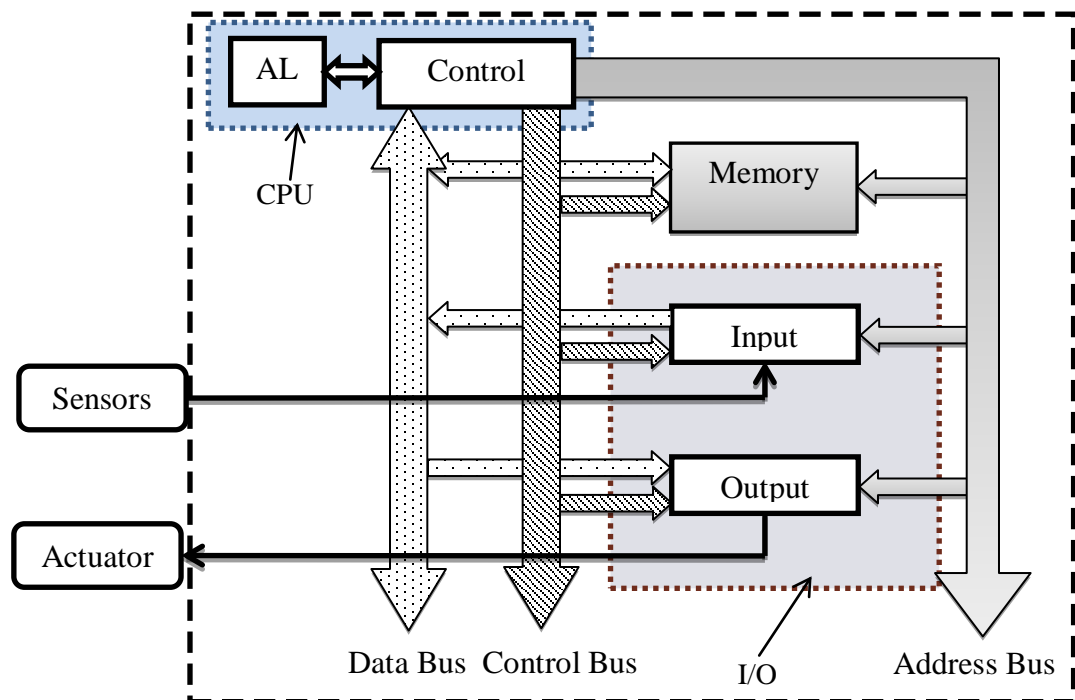 AL
Control
CPU
Memory
Input
Sensors
Output
Actuator
Data Bus
Control Bus
I/O
Address Bus